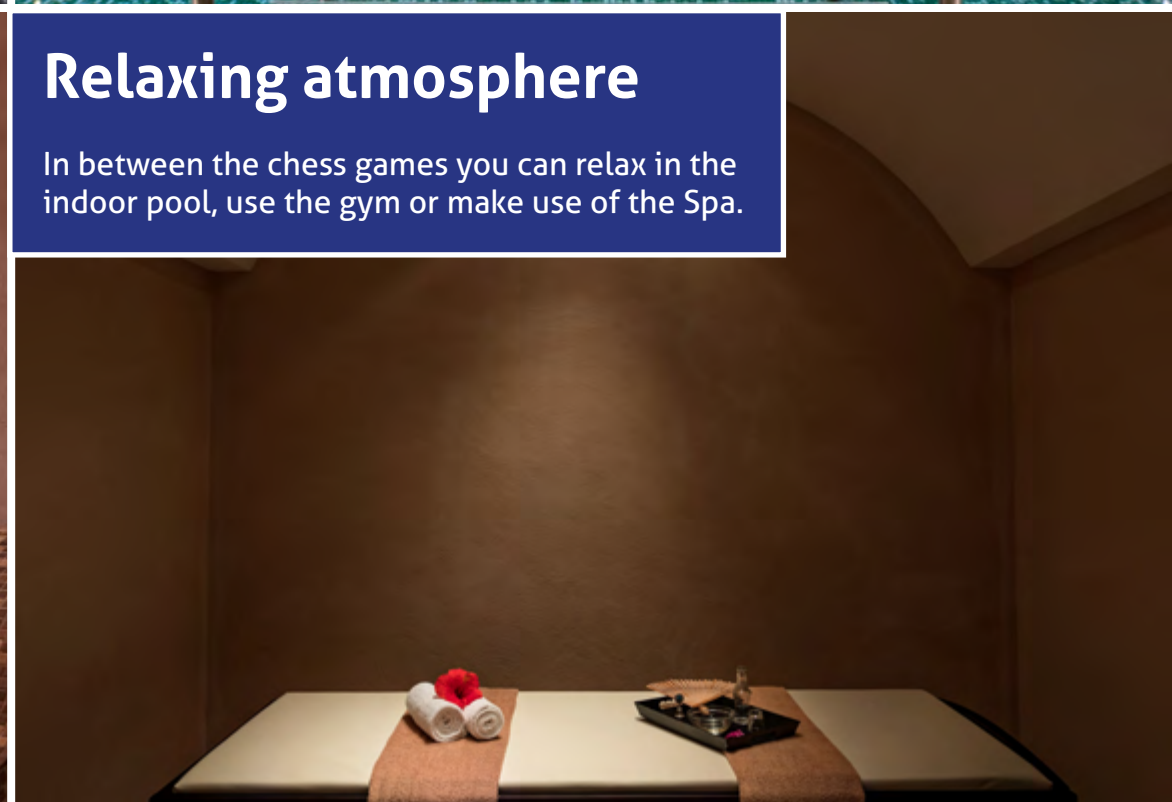 Relaxing atmosphere
In between the chess games you can relax in the
indoor pool, use the gym or make use of the Spa.